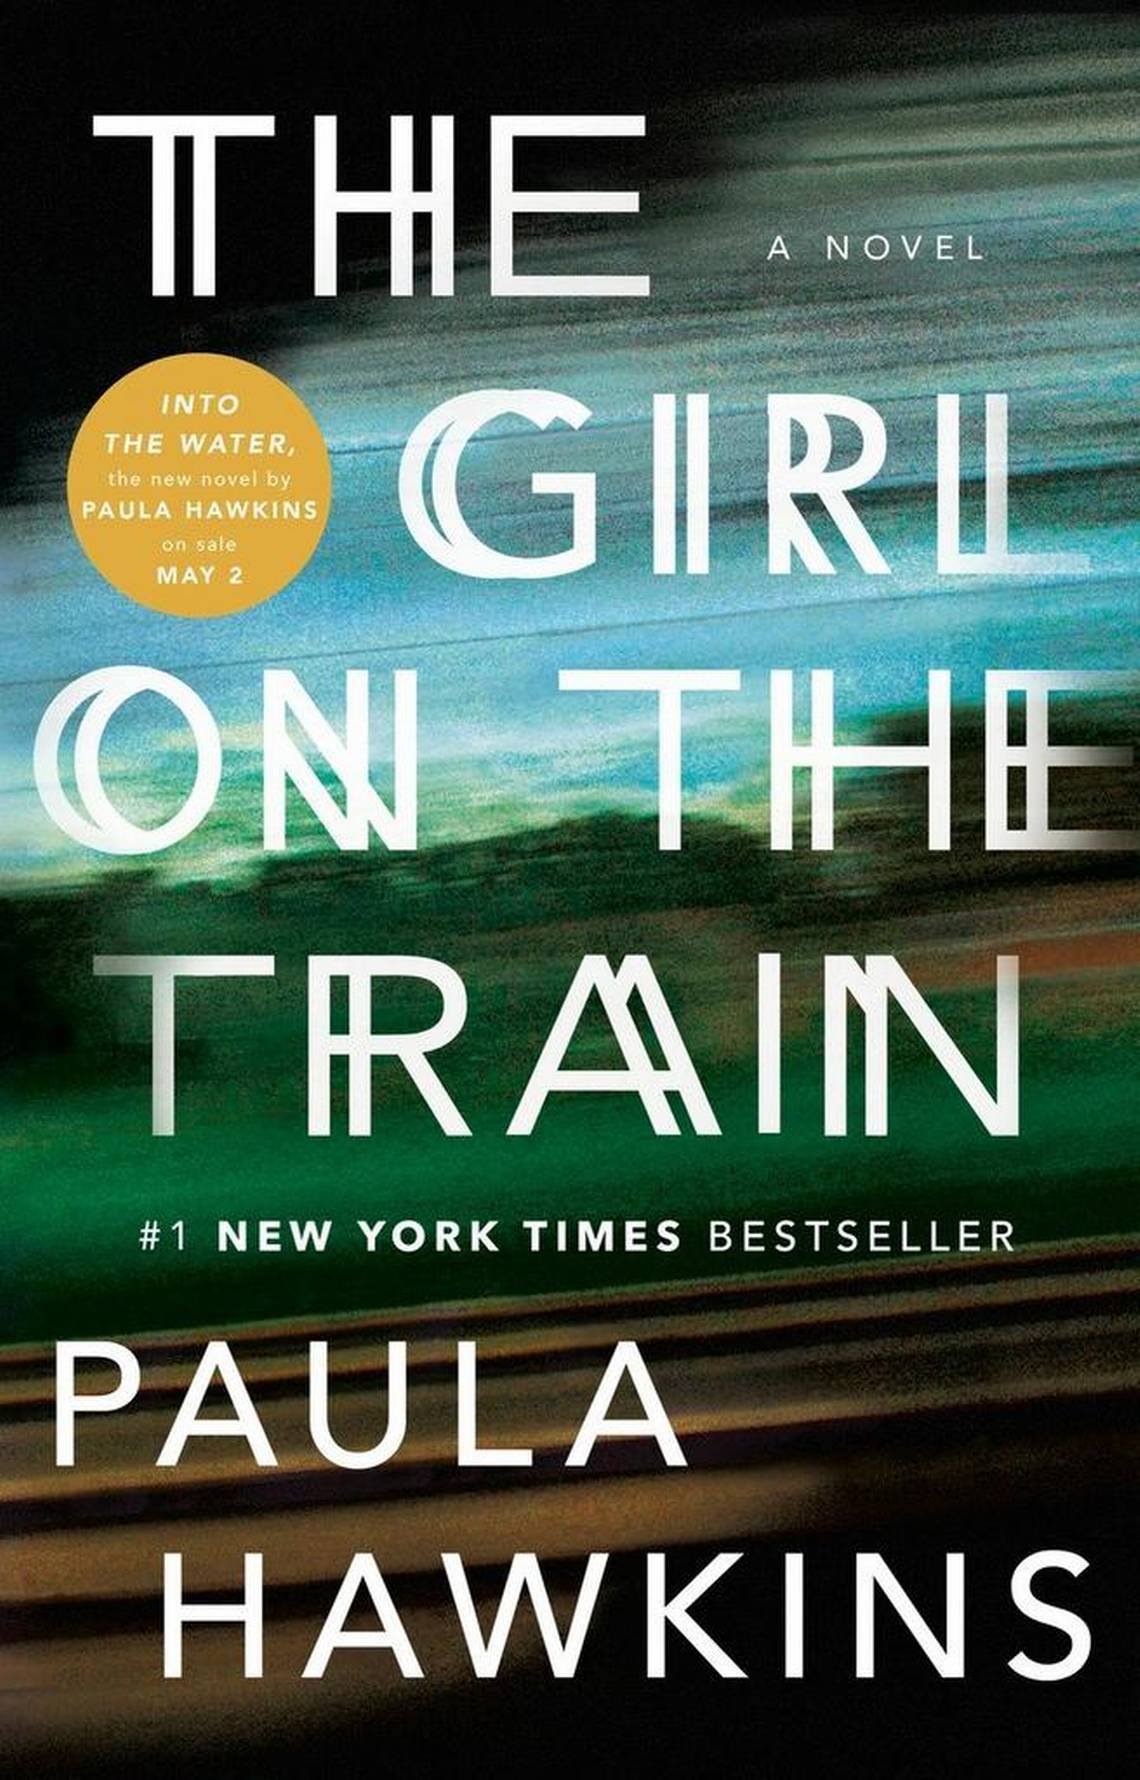 THE
A NOVEL
INTO
THE WATER,
the new novel by
PAULA HAWKINS
on sale
MAY 2
GIRL
ON THE
TRAIN
#1 NEW YORK TIMES BESTSELLER
PAULA
HAWKINS